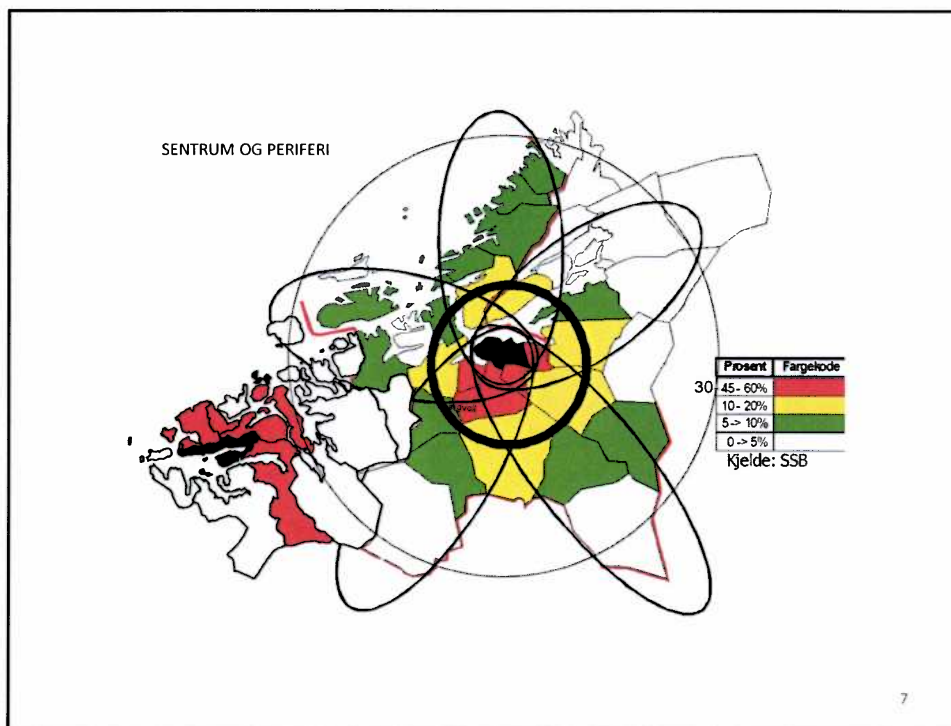 SENTRUM OG PERIFERI
Prosent Fargekode
30 45- 60%
10- 20%
5-> 10%
0 -> 5%
Kjelde: SSB
7